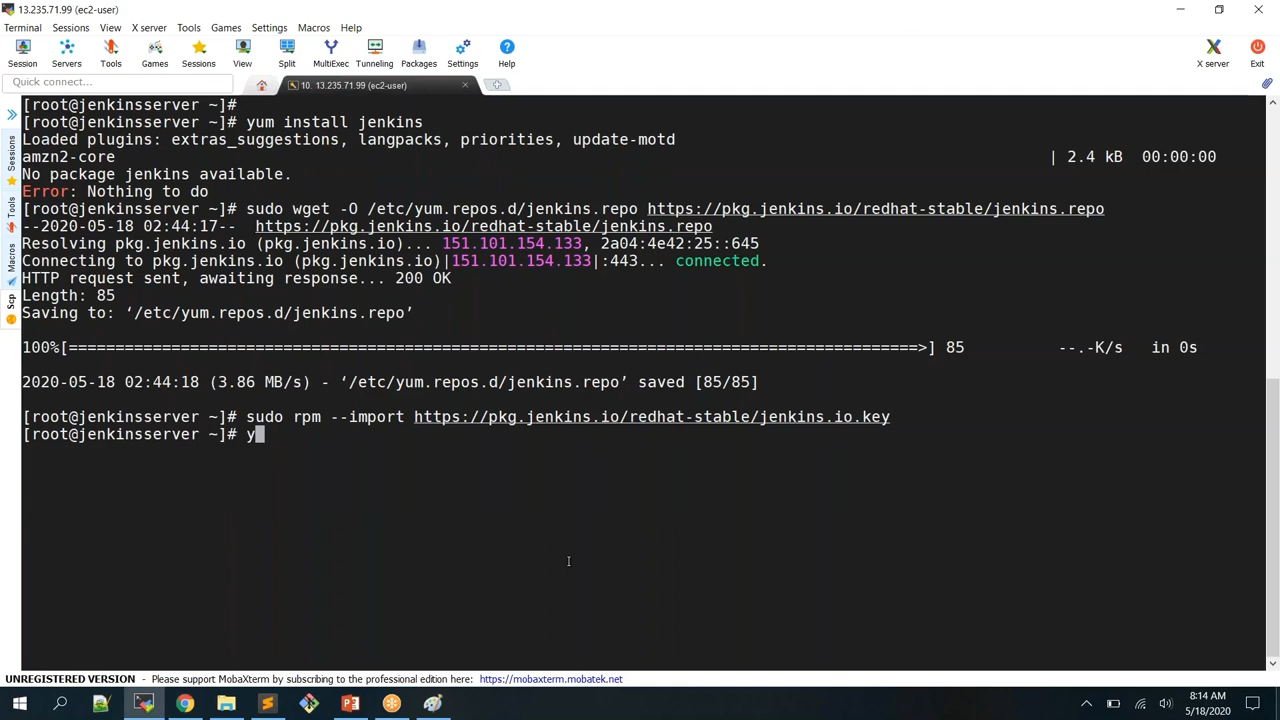 13.235.71.99 (ec2-user)
Terminal Sessions View X server Tools Games Settings Macros Help
Session Servers Tools Games Sessions View Split MultiExec Tunneling Packages Settings Help X server Exit
Quick connect... 10. 13.235.71.99 (ec2-user)
Sessions
Tools
Macros
Scp
[root@jenkinsserver ~]#
[root@jenkinsserver ~]# yum install jenkins
Loaded plugins: extras_suggestions, langpacks, priorities, update-motd
amzn2-core | 2.4 kB 00:00:00
No package jenkins available.
Error: Nothing to do
[root@jenkinsserver ~]# sudo wget -O /etc/yum.repos.d/jenkins.repo https://pkg.jenkins.io/redhat-stable/jenkins.repo
--2020-05-18 02:44:17-- https://pkg.jenkins.io/redhat-stable/jenkins.repo
Resolving pkg.jenkins.io (pkg.jenkins.io)... 151.101.154.133, 2a04:4e42:25::645
Connecting to pkg.jenkins.io (pkg.jenkins.io)|151.101.154.133|:443... connected.
HTTP request sent, awaiting response... 200 OK
Length: 85
Saving to: ‘/etc/yum.repos.d/jenkins.repo’
100%[===========================================================================================>] 85 --.-K/s in 0s
2020-05-18 02:44:18 (3.86 MB/s) - ‘/etc/yum.repos.d/jenkins.repo’ saved [85/85]
[root@jenkinsserver ~]# sudo rpm --import https://pkg.jenkins.io/redhat-stable/jenkins.io.key
[root@jenkinsserver ~]# y
UNREGISTERED VERSION - Please support MobaXterm by subscribing to the professional edition here: https://mobaxterm.mobatek.net
8:14 AM
5/18/2020